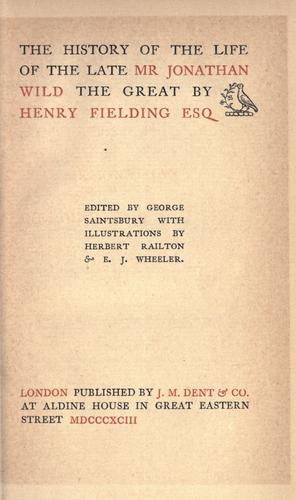 THE HISTORY OF THE LIFE
OF THE LATE MR JONATHAN
WILD THE GREAT BY
HENRY FIELDING ESQ
EDITED BY GEORGE
SAINTSBURY WITH
ILLUSTRATIONS BY
HERBERT RAILTON
& E. J. WHEELER.
LONDON PUBLISHED BY J. M. DENT & CO.
AT ALDINE HOUSE IN GREAT EASTERN
STREET MDCCCXCIII